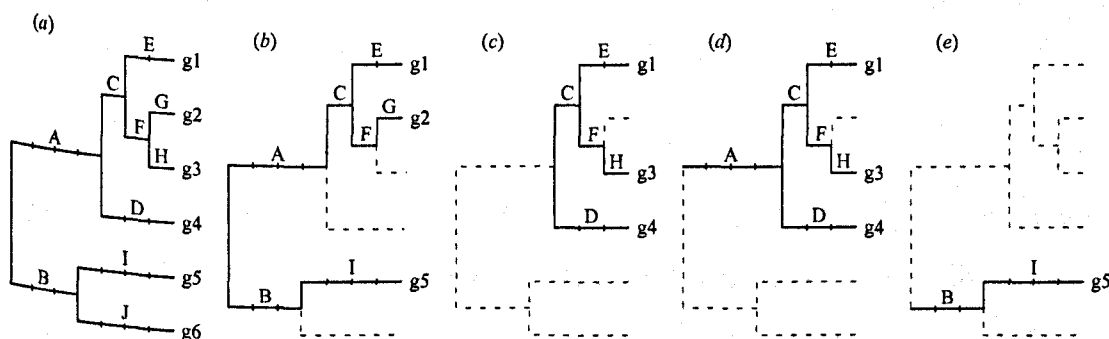 (a) (b) (c) (d) (e)
E g1 C G g2 F A H g3 D g4 I g5 B J g6
E g1 C G g2 F A I g5 B
E g1 C F H g3 D g4
E g1 C F A H g3 D g4
I g5 B